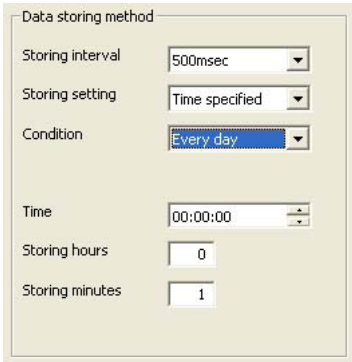 Data storing method
Storing interval 500msec
Storing setting Time specified
Condition Every day
Time 00:00:00
Storing hours 0
Storing minutes 1